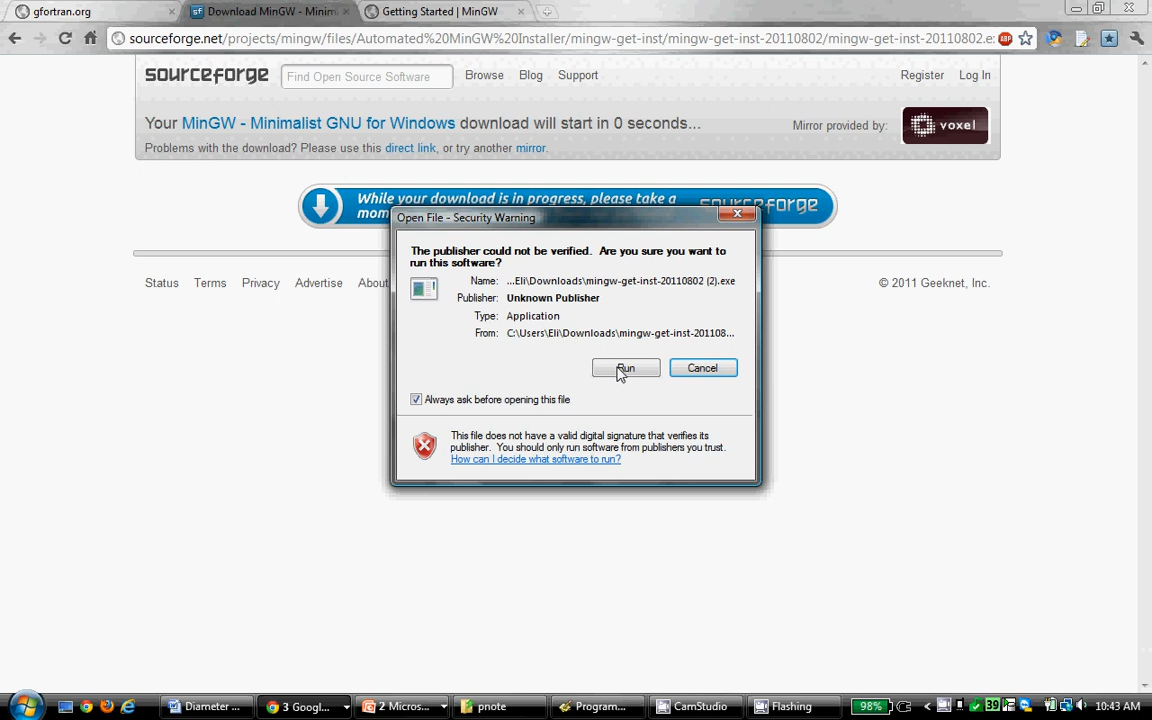 gfortran.org
sf Download MinGW - Minim
Getting Started | MinGW
sourceforge.net/projects/mingw/files/Automated%20MinGW%20Installer/mingw-get-inst/mingw-get-inst-20110802/mingw-get-inst-20110802.e
ABP
sourceforge
Find Open Source Software
Browse
Blog
Support
Register
Log In
Your MinGW - Minimalist GNU for Windows download will start in 0 seconds...
Mirror provided by:
voxel
Problems with the download? Please use this direct link, or try another mirror.
While your download is in progress, please take a
mom
sourceforge
Open File - Security Warning
The publisher could not be verified. Are you sure you want to
run this software?
Name: ...Eli\Downloads\mingw-get-inst-20110802 (2).exe
Publisher: Unknown Publisher
Type: Application
From: C:\Users\Eli\Downloads\mingw-get-inst-201108...
Run
Cancel
Always ask before opening this file
This file does not have a valid digital signature that verifies its
publisher. You should only run software from publishers you trust.
How can I decide what software to run?
Status
Terms
Privacy
Advertise
About
© 2011 Geeknet, Inc.
Diameter ...
3 Googl...
2 Micros...
pnote
Program...
CamStudio
Flashing
98%
39
10:43 AM